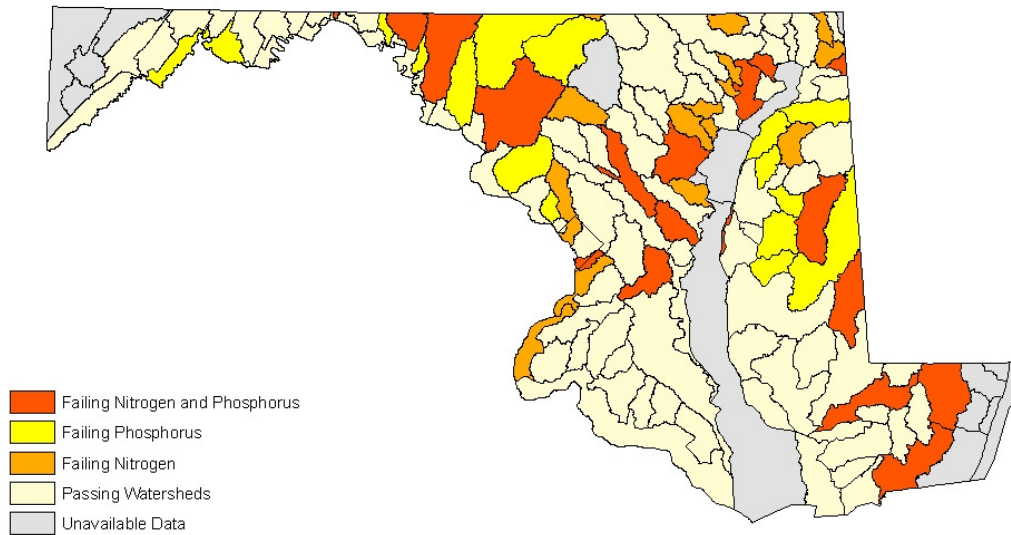 Failing Nitrogen and Phosphorus
Failing Phosphorus
Failing Nitrogen
Passing Watersheds
Unavailable Data